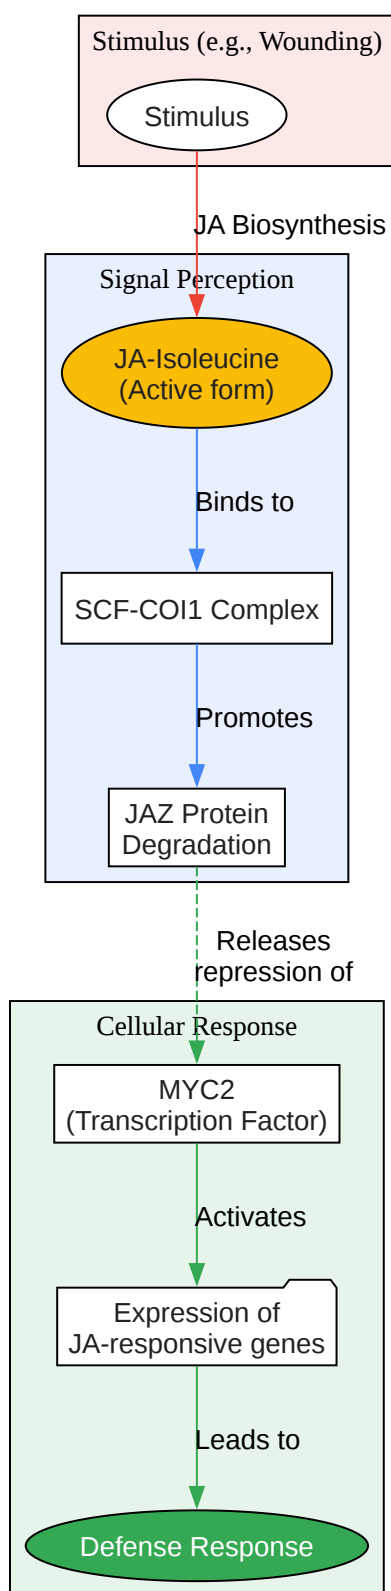 Stimulus (e.g., Wounding)
Stimulus
JA Biosynthesis
Signal Perception
JA-Isoleucine
(Active form)
Binds to
SCF-COI1 Complex
Promotes
JAZ Protein
Degradation
Releases
repression of
Cellular Response
MYC2
(Transcription Factor)
Activates
Expression of
JA-responsive genes
Leads to
Defense Response